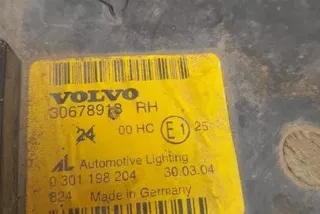 VOLVO
30678918 RH
24 00 HC E1 25
AL Automotive Lighting
0 301 198 204 30.03.04
824 Made in Germany